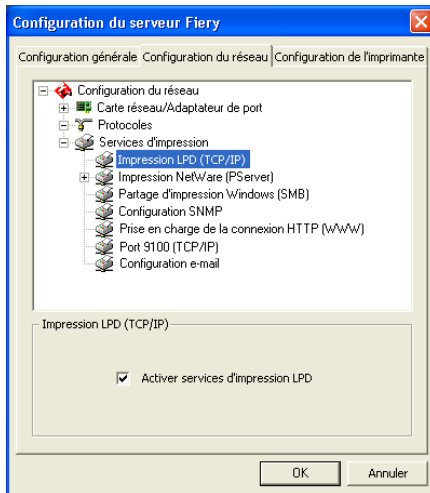 Configuration du serveur Fiery
Configuration générale Configuration du réseau Configuration de l'imprimante
Configuration du réseau
Carte réseau/Adaptateur de port
Protocoles
Services d'impression
Impression LPD (TCP/IP)
Impression NetWare (PServer)
Partage d'impression Windows (SMB)
Configuration SNMP
Prise en charge de la connexion HTTP (WWW)
Port 9100 (TCP/IP)
Configuration e-mail
Impression LPD (TCP/IP)
Activer services d'impression LPD
OK Annuler